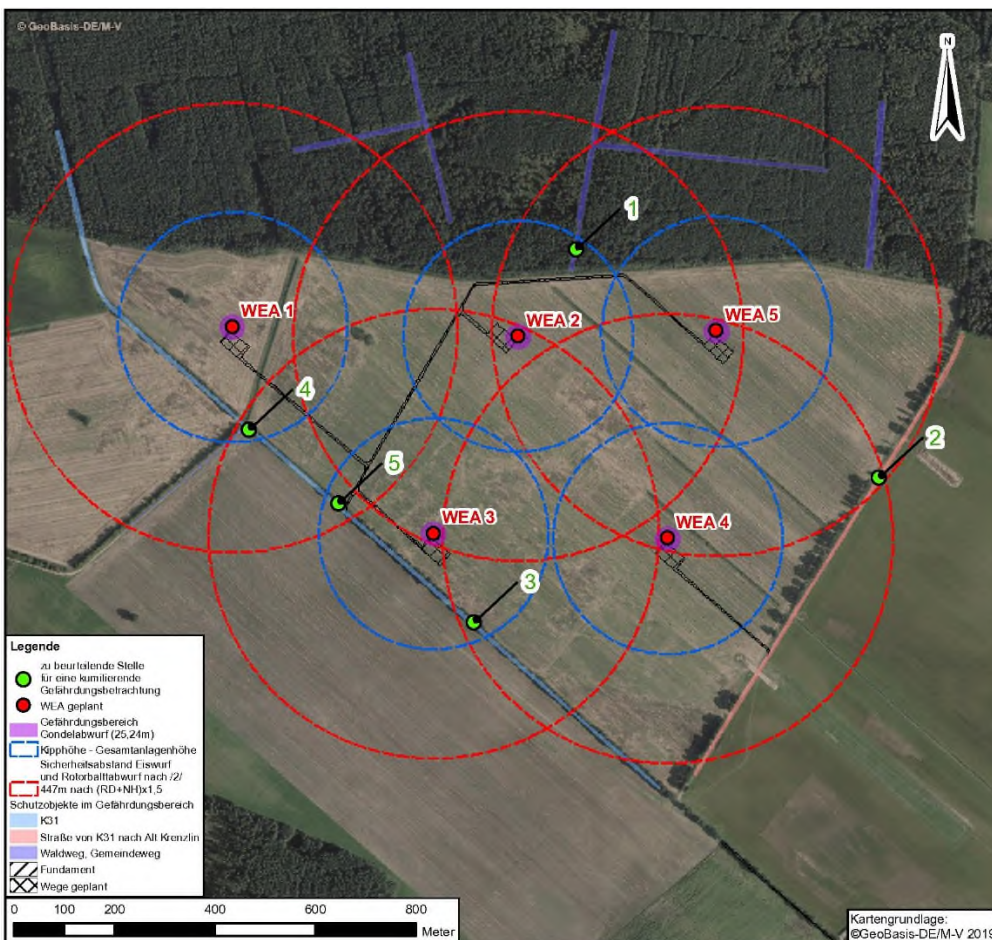 © GeoBasis-DE/M-V
N
1
WEA 1
WEA 2
WEA 5
4
2
5
WEA 3
WEA 4
3
Legende
zu beurteilende Stelle
für eine kumilierende
Gefährdungsbetrachtung
WEA geplant
Gefährdungsbereich
Gondelabwurf (25,24m)
Kipphöhe - Gesamtanlagenhöhe
Sicherheitsabstand Eiswurf
und Rotorballtabwurf nach /2/
447m nach (RD+NH)x1,5
Schutzobjekte im Gefährdungsbereich
K31
Straße von K31 nach Alt Krenzlin
Waldweg, Gemeindeweg
Fundament
Wege geplant
0 100 200 400 600 800
Meter
Kartengrundlage:
©GeoBasis-DE/M-V 2019